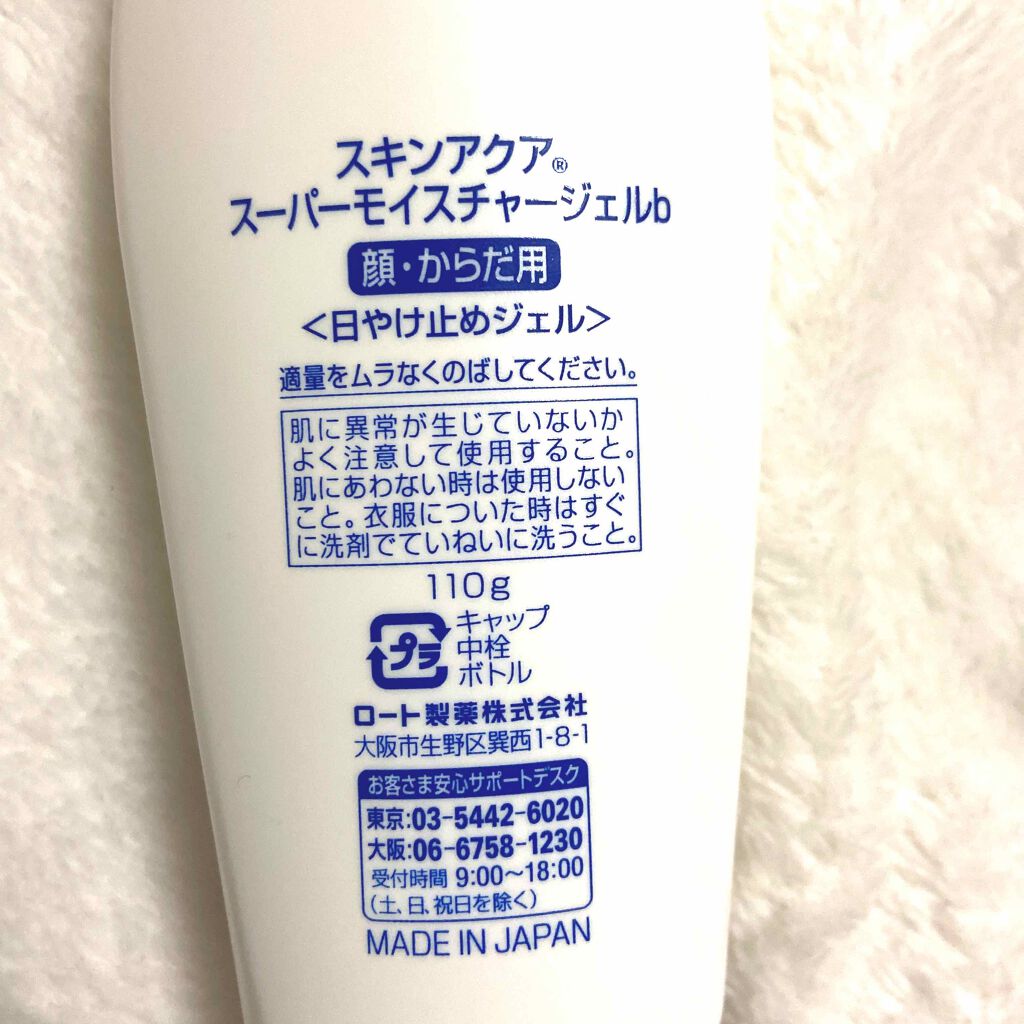 スキンアクア®
スーパーモイスチャージェルb
顔・からだ用
<日やけ止めジェル>
適量をムラなくのばしてください。
肌に異常が生じていないか
よく注意して使用すること。
肌にあわない時は使用しない
こと。衣服についた時はすぐ
に洗剤でていねいに洗うこと。
110g
プラ
キャップ
中栓
ボトル
ロート製薬株式会社
大阪市生野区巽西1-8-1
お客さま安心サポートデスク
東京:03-5442-6020
大阪:06-6758-1230
受付時間 9:00〜18:00
(土、日、祝日を除く)
MADE IN JAPAN